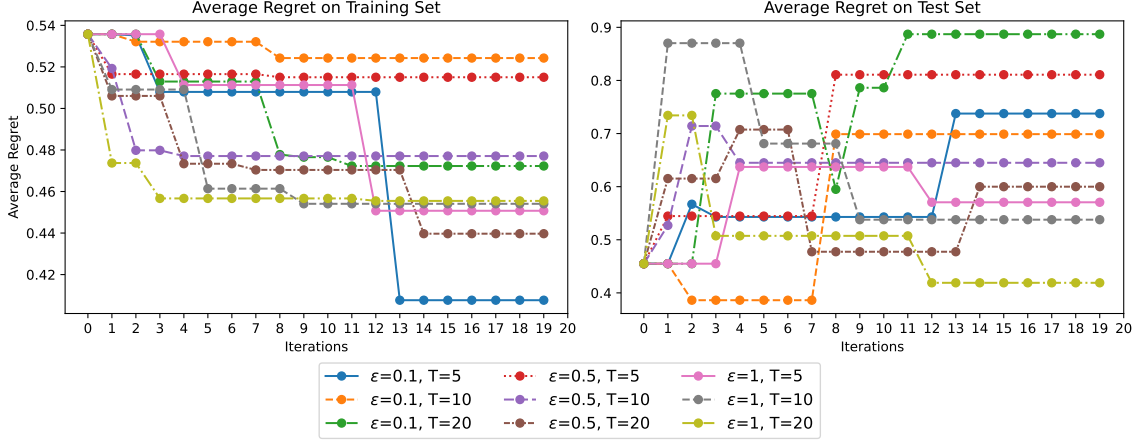 Average Regret on Training Set
Average Regret
0.54
0.52
0.50
0.48
0.46
0.44
0.42
0 1 2 3 4 5 6 7 8 9 10 11 12 13 14 15 16 17 18 19 20
Iterations
Average Regret on Test Set
0.9
0.8
0.7
0.6
0.5
0.4
0 1 2 3 4 5 6 7 8 9 10 11 12 13 14 15 16 17 18 19 20
Iterations
ε=0.1, T=5
ε=0.1, T=10
ε=0.1, T=20
ε=0.5, T=5
ε=0.5, T=10
ε=0.5, T=20
ε=1, T=5
ε=1, T=10
ε=1, T=20